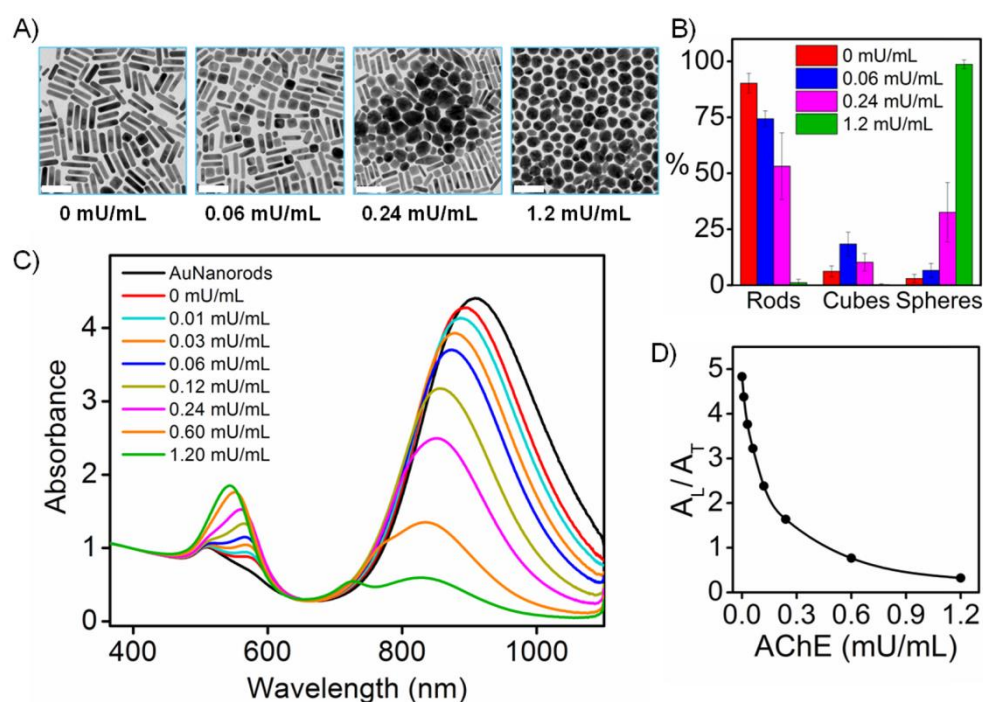 A)
0 mU/mL
0.06 mU/mL
0.24 mU/mL
1.2 mU/mL
B)
100
75
%
50
25
0
0 mU/mL
0.06 mU/mL
0.24 mU/mL
1.2 mU/mL
Rods
Cubes
Spheres
C)
AuNanorods
0 mU/mL
0.01 mU/mL
0.03 mU/mL
0.06 mU/mL
0.12 mU/mL
0.24 mU/mL
0.60 mU/mL
1.20 mU/mL
Absorbance
4
3
2
1
0
400
600
800
1000
Wavelength (nm)
D)
5
4
3
2
1
0
A_L/ A_T
0.0
0.3
0.6
0.9
1.2
AChE (mU/mL)